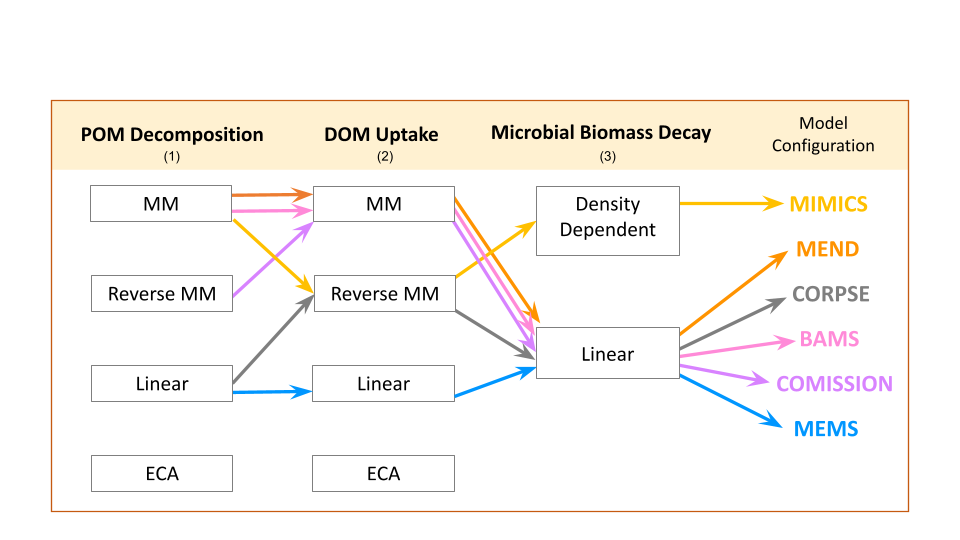 POM Decomposition
(1)
DOM Uptake
(2)
Microbial Biomass Decay
(3)
Model
Configuration
MM
MM
Density
Dependent
MIMICS
MEND
Reverse MM
Reverse MM
CORPSE
BAMS
Linear
Linear
Linear
COMISSION
MEMS
ECA
ECA